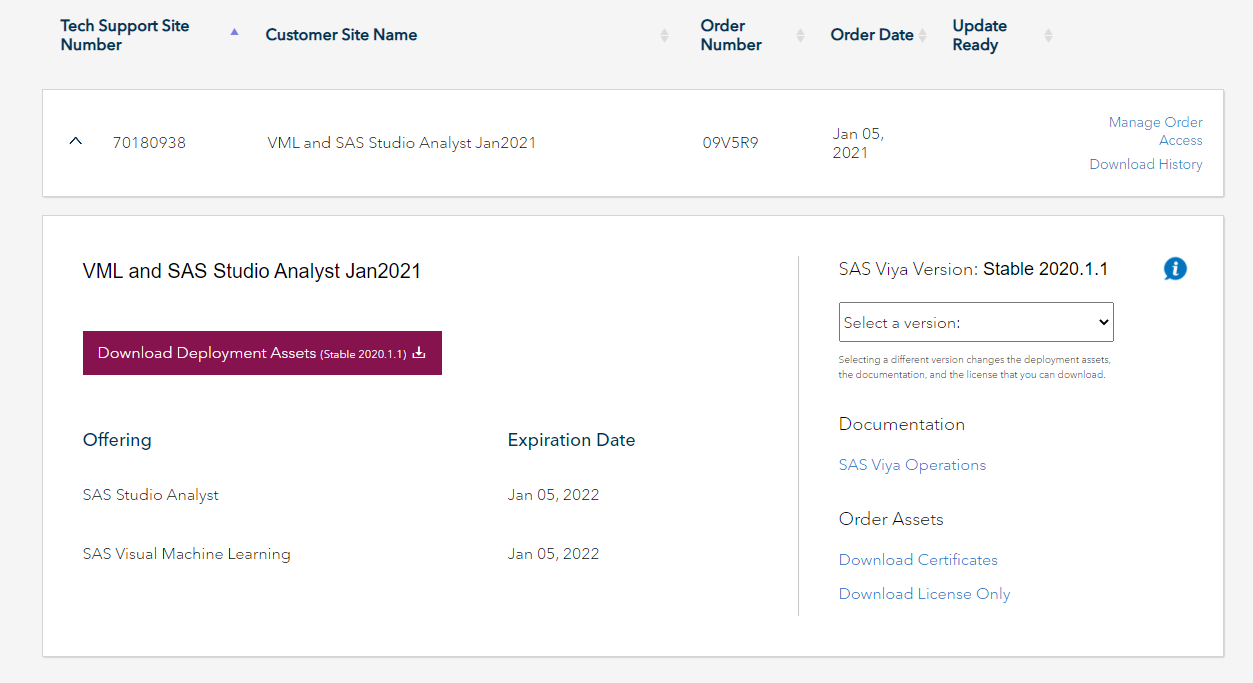 Tech Support Site
Number
Customer Site Name
Order
Number
Order Date
Update
Ready
70180938
VML and SAS Studio Analyst Jan2021
09V5R9
Jan 05,
2021
Manage Order
Access
Download History
VML and SAS Studio Analyst Jan2021
Download Deployment Assets (Stable 2020.1.1)
Offering
Expiration Date
SAS Studio Analyst
Jan 05, 2022
SAS Visual Machine Learning
Jan 05, 2022
SAS Viya Version: Stable 2020.1.1
i
Select a version:
Selecting a different version changes the deployment assets,
the documentation, and the license that you can download.
Documentation
SAS Viya Operations
Order Assets
Download Certificates
Download License Only